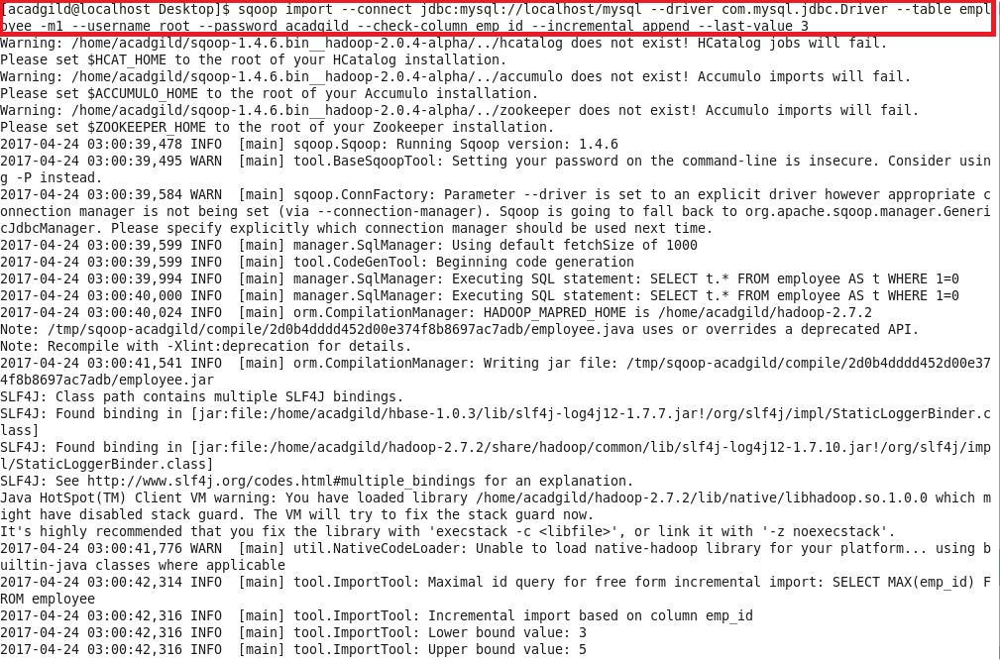 [acadgild@localhost Desktop]$ sqoop import --connect jdbc:mysql://localhost/mysql --driver com.mysql.jdbc.Driver --table empl
oyee -m1 --username root --password acadgild --check-column emp_id --incremental append --last-value 3
Warning: /home/acadgild/sqoop-1.4.6.bin__hadoop-2.0.4-alpha/../hcatalog does not exist! HCatalog jobs will fail.
Please set $HCAT_HOME to the root of your HCatalog installation.
Warning: /home/acadgild/sqoop-1.4.6.bin__hadoop-2.0.4-alpha/../accumulo does not exist! Accumulo imports will fail.
Please set $ACCUMULO_HOME to the root of your Accumulo installation.
Warning: /home/acadgild/sqoop-1.4.6.bin__hadoop-2.0.4-alpha/../zookeeper does not exist! Accumulo imports will fail.
Please set $ZOOKEEPER_HOME to the root of your Zookeeper installation.
2017-04-24 03:00:39,478 INFO  [main] sqoop.Sqoop: Running Sqoop version: 1.4.6
2017-04-24 03:00:39,495 WARN  [main] tool.BaseSqoopTool: Setting your password on the command-line is insecure. Consider usin
g -P instead.
2017-04-24 03:00:39,584 WARN  [main] sqoop.ConnFactory: Parameter --driver is set to an explicit driver however appropriate c
onnection manager is not being set (via --connection-manager). Sqoop is going to fall back to org.apache.sqoop.manager.Generi
cJdbcManager. Please specify explicitly which connection manager should be used next time.
2017-04-24 03:00:39,599 INFO  [main] manager.SqlManager: Using default fetchSize of 1000
2017-04-24 03:00:39,599 INFO  [main] tool.CodeGenTool: Beginning code generation
2017-04-24 03:00:39,994 INFO  [main] manager.SqlManager: Executing SQL statement: SELECT t.* FROM employee AS t WHERE 1=0
2017-04-24 03:00:40,000 INFO  [main] manager.SqlManager: Executing SQL statement: SELECT t.* FROM employee AS t WHERE 1=0
2017-04-24 03:00:40,024 INFO  [main] orm.CompilationManager: HADOOP_MAPRED_HOME is /home/acadgild/hadoop-2.7.2
Note: /tmp/sqoop-acadgild/compile/2d0b4dddd452d00e374f8b8697ac7adb/employee.java uses or overrides a deprecated API.
Note: Recompile with -Xlint:deprecation for details.
2017-04-24 03:00:41,541 INFO  [main] orm.CompilationManager: Writing jar file: /tmp/sqoop-acadgild/compile/2d0b4dddd452d00e37
4f8b8697ac7adb/employee.jar
SLF4J: Class path contains multiple SLF4J bindings.
SLF4J: Found binding in [jar:file:/home/acadgild/hbase-1.0.3/lib/slf4j-log4j12-1.7.7.jar!/org/slf4j/impl/StaticLoggerBinder.c
lass]
SLF4J: Found binding in [jar:file:/home/acadgild/hadoop-2.7.2/share/hadoop/common/lib/slf4j-log4j12-1.7.10.jar!/org/slf4j/imp
l/StaticLoggerBinder.class]
SLF4J: See http://www.slf4j.org/codes.html#multiple_bindings for an explanation.
Java HotSpot(TM) Client VM warning: You have loaded library /home/acadgild/hadoop-2.7.2/lib/native/libhadoop.so.1.0.0 which m
ight have disabled stack guard. The VM will try to fix the stack guard now.
It's highly recommended that you fix the library with 'execstack -c <libfile>', or link it with '-z noexecstack'.
2017-04-24 03:00:41,776 WARN  [main] util.NativeCodeLoader: Unable to load native-hadoop library for your platform... using b
uiltin-java classes where applicable
2017-04-24 03:00:42,314 INFO  [main] tool.ImportTool: Maximal id query for free form incremental import: SELECT MAX(emp_id) F
ROM employee
2017-04-24 03:00:42,316 INFO  [main] tool.ImportTool: Incremental import based on column emp_id
2017-04-24 03:00:42,316 INFO  [main] tool.ImportTool: Lower bound value: 3
2017-04-24 03:00:42,316 INFO  [main] tool.ImportTool: Upper bound value: 5